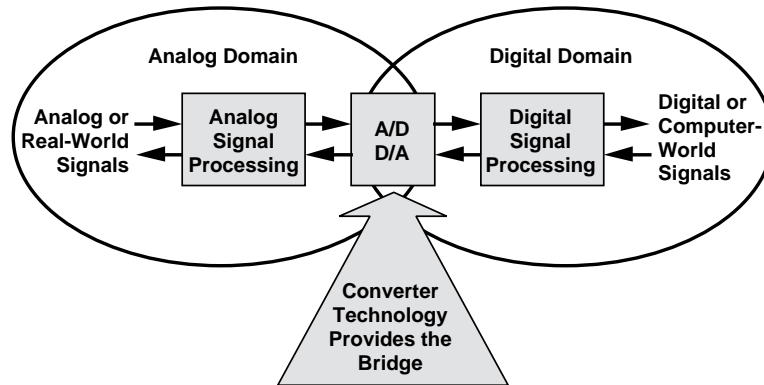 Analog Domain
Digital Domain
Analog or
Real-World
Signals
Analog
Signal
Processing
A/D
D/A
Digital
Signal
Processing
Digital or
Computer-
World
Signals
Converter
Technology
Provides the
Bridge